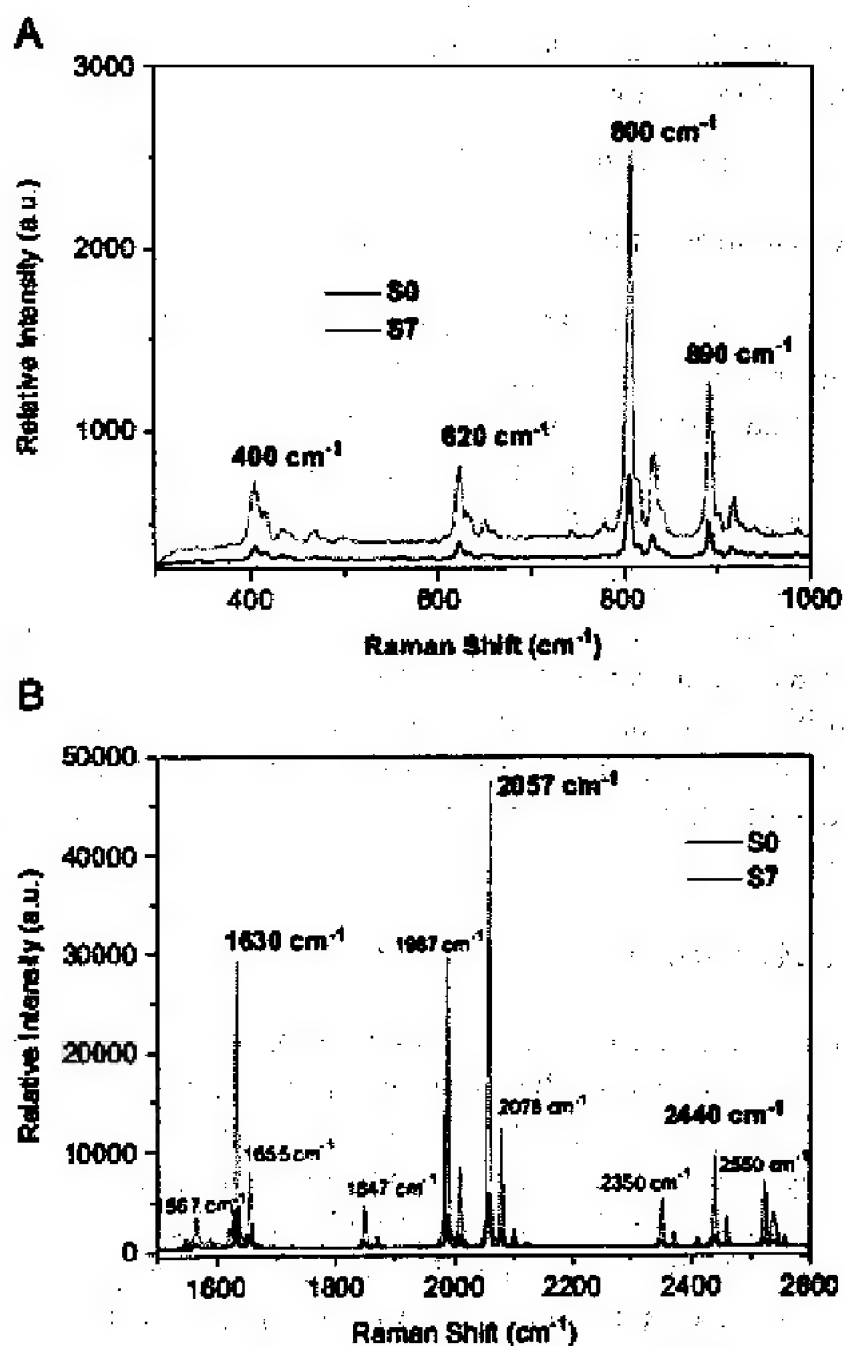 A
3000
800 cm-1
2000
S0
S7
890 cm-1
1000
620 cm-1
400 cm-1
Relative Intensity (a.u.)
400
600
800
1000
Raman Shift (cm-1)
B
50000
2057 cm-1
S0
S7
40000
1630 cm-1
1987 cm-1
30000
Relative Intensity (a.u.)
20000
2078 cm-1
2440 cm-1
10000
1655 cm-1
1847 cm-1
2350 cm-1
2550 cm-1
1567 cm-1
0
1600
1800
2000
2200
2400
2600
Raman Shift (cm-1)